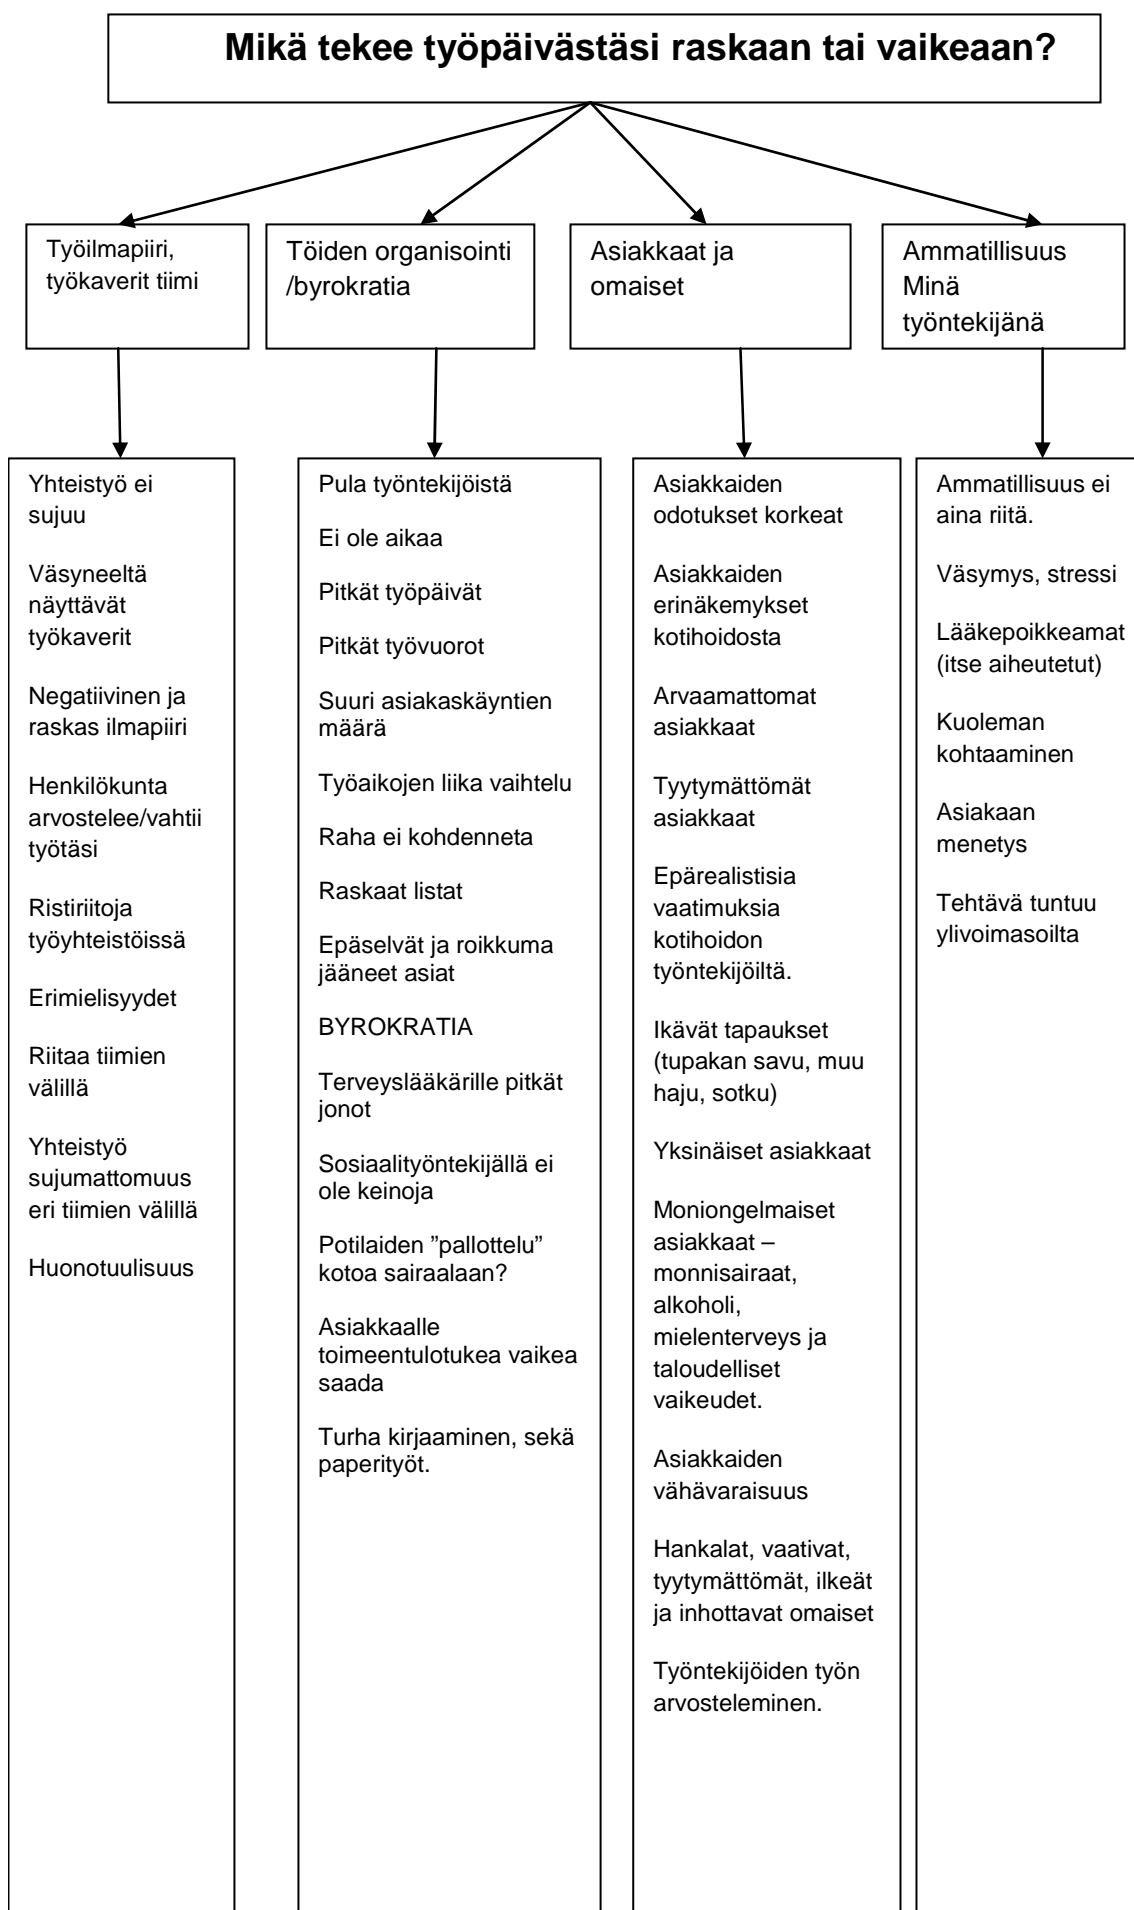 Mikä tekee työpäivästäsi raskaan tai vaikeaan?
Työilmapiiri,
työkaverit tiimi
Töiden organisointi
/byrokratia
Asiakkaat ja
omaiset
Ammatillisuus
Minä
työntekijänä
Yhteistyö ei
sujuu
Väsyneeltä
näyttävät
työkaverit
Negatiivinen ja
raskas ilmapiiri
Henkilökunta
arvostelee/vahtii
työtäsi
Ristiriitoja
työyhteistöissä
Erimielisyydet
Riitaa tiimien
välillä
Yhteistyö
sujumattomuus
eri tiimien välillä
Huonotuulisuus
Pula työntekijöistä
Ei ole aikaa
Pitkät työpäivät
Pitkät työvuorot
Suuri asiakaskäyntien
määrä
Työaikojen liika vaihtelu
Raha ei kohdenneta
Raskaat listat
Epäselvät ja roikkuma
jääneet asiat
BYROKRATIA
Terveyslääkärille pitkät
jonot
Sosiaalityöntekijällä ei
ole keinoja
Potilaiden ”pallottelu”
kotoa sairaalaan?
Asiakkaalle
toimeentulotukea vaikea
saada
Turha kirjaaminen, sekä
paperityöt.
Asiakkaiden
odotukset korkeat
Asiakkaiden
erinäkemykset
kotihoidosta
Arvaamattomat
asiakkaat
Tyytymättömät
asiakkaat
Epärealistisia
vaatimuksia
kotihoidon
työntekijöiltä.
Ikävät tapaukset
(tupakan savu, muu
haju, sotku)
Yksinäiset asiakkaat
Moniongelmaiset
asiakkaat –
monnisairaat,
alkoholi,
mielenterveys ja
taloudelliset
vaikeudet.
Asiakkaiden
vähävaraisuus
Hankalat, vaativat,
tyytymättömät, ilkeät
ja inhottavat omaiset
Työntekijöiden työn
arvosteleminen.
Ammatillisuus ei
aina riitä.
Väsymys, stressi
Lääkepoikkeamat
(itse aiheutetut)
Kuoleman
kohtaaminen
Asiakaan
menetys
Tehtävä tuntuu
ylivoimasoilta